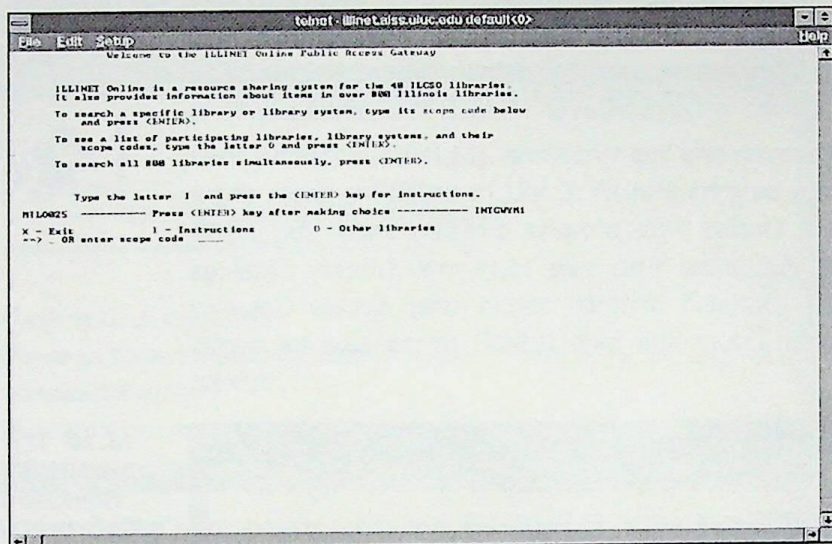 telnet - illinet.aiss.uiuc.edu default<0>
File Edit Setup Help
Welcome to the ILLINET Online Public Access Gateway
ILLINET Online is a resource sharing system for the 40 ILCSO libraries.
It also provides information about items in over 800 Illinois libraries.
To search a specific library or library system, type its scope code below
and press <ENTER>.
To see a list of participating libraries, library systems, and their
scope codes, type the letter O and press <ENTER>.
To search all 800 libraries simultaneously, press <ENTER>.
Type the letter I and press the <ENTER> key for instructions.
MILO02S ---------- Press <ENTER> key after making choice ----------- INTGWYM1
X - Exit I - Instructions O - Other libraries
--> _ OR enter scope code ____